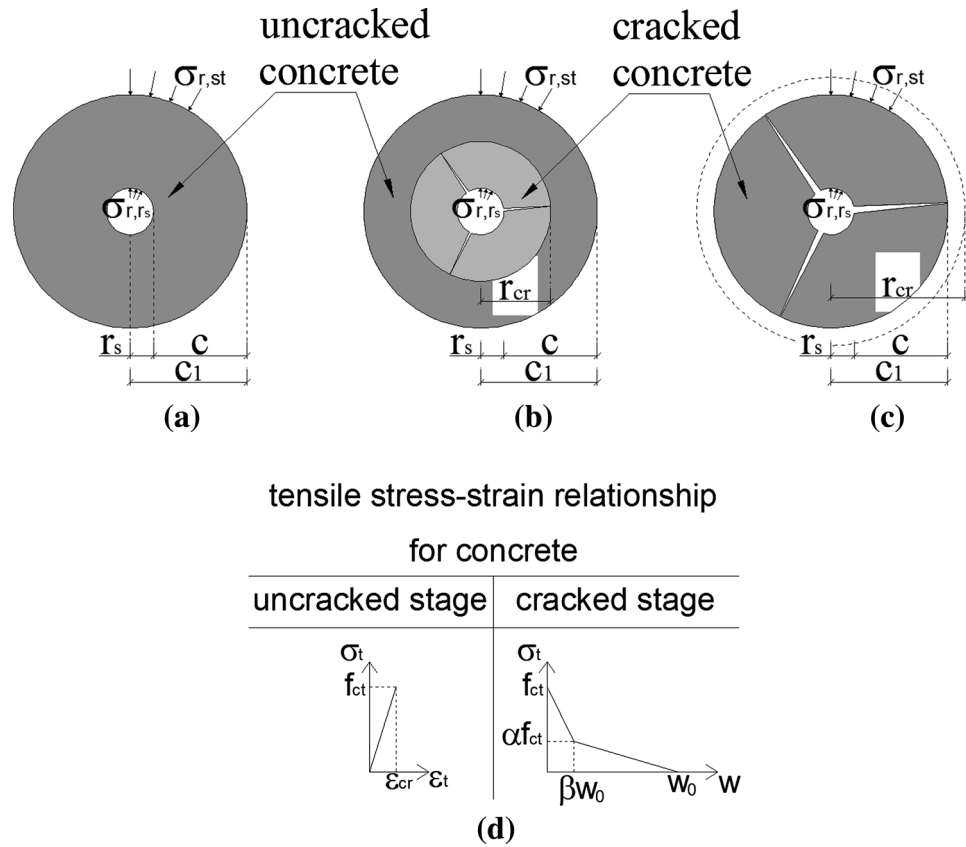 uncracked
concrete
cracked
concrete
σr,st
σr,st
σr,st
σr,rs
σr,rs
σr,rs
rcr
rcr
rs
c
rs
c
rs
c
c1
c1
c1
(a)
(b)
(c)
tensile stress-strain relationship
for concrete
uncracked stage
cracked stage
σt
fct
εcr
εt
σt
fct
αfct
βw0
w0
w
(d)